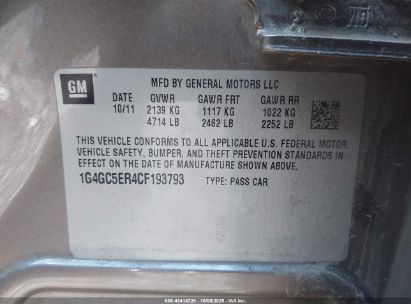 GM
MFD BY GENERAL MOTORS LLC
DATE GVWR GAWR FRT GAWR RR
10/11 2139 KG 1117 KG 1022 KG
4714 LB 2462 LB 2252 LB
THIS VEHICLE CONFORMS TO ALL APPLICABLE U.S. FEDERAL MOTOR
VEHICLE SAFETY, BUMPER, AND THEFT PREVENTION STANDARDS IN
EFFECT ON THE DATE OF MANUFACTURE SHOWN ABOVE.
1G4GC5ER4CF193793 TYPE: PASS CAR